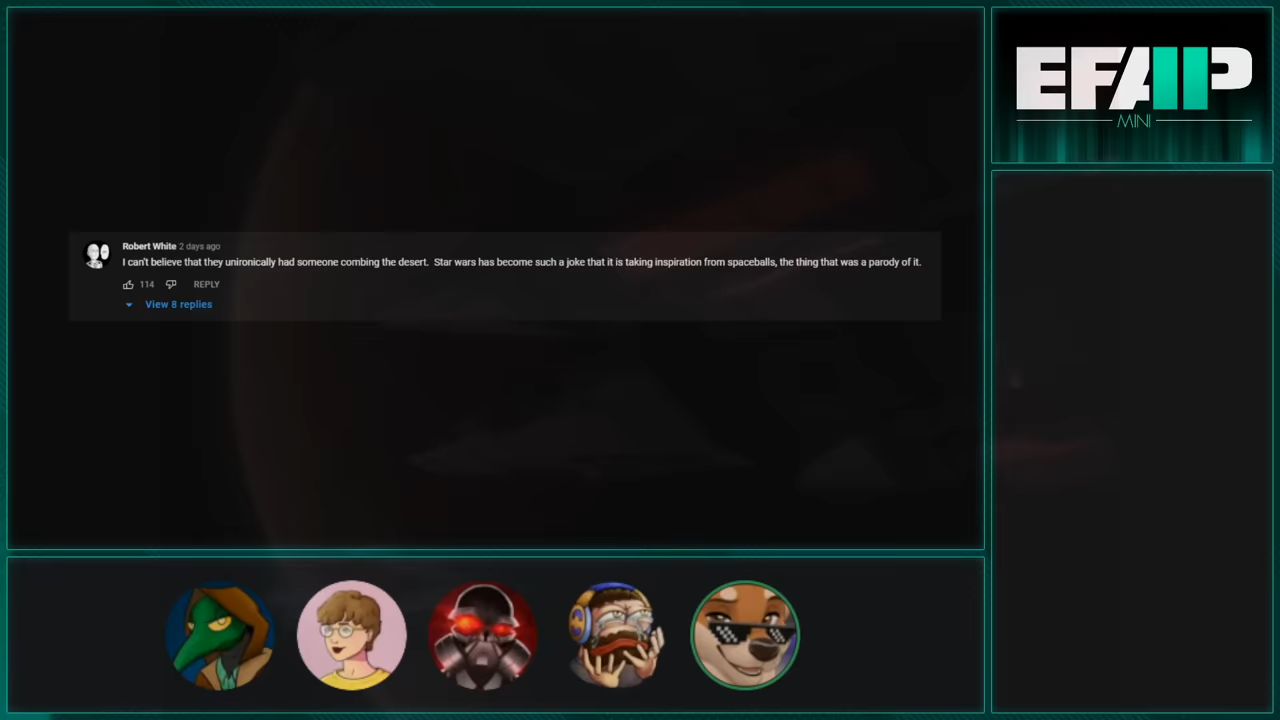 EFAP
MINI
Robert White 2 days ago
I can't believe that they unironically had someone combing the desert.  Star wars has become such a joke that it is taking inspiration from spaceballs, the thing that was a parody of it.
114 REPLY
View 8 replies